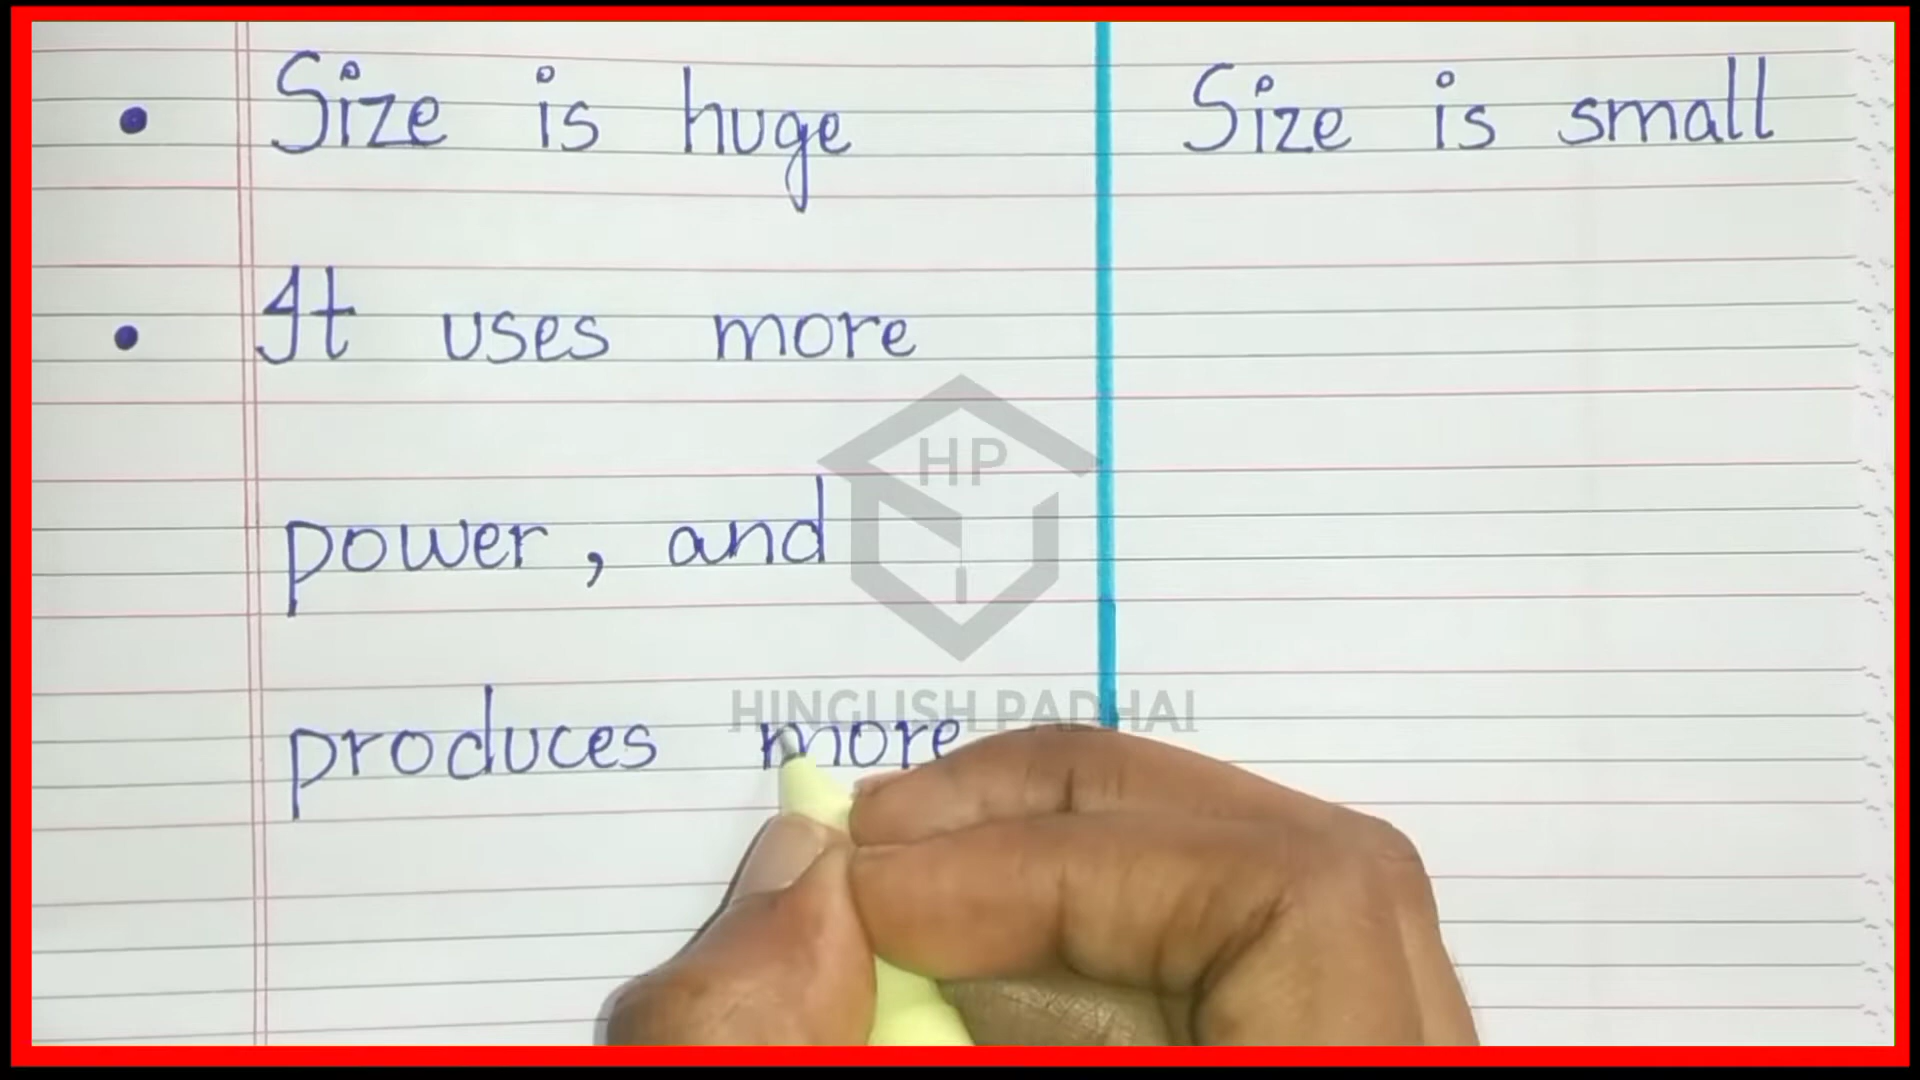 • Size is huge
Size is small
• It uses more
power, and
produces more
HP
HINGLISH PADHAI